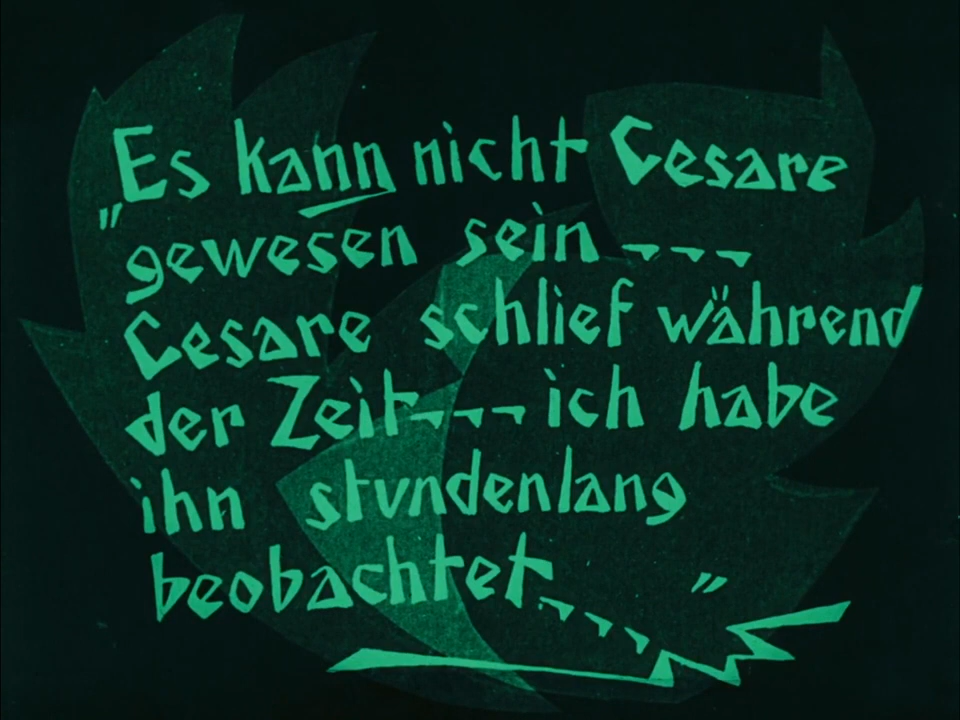 „Es kann nicht Cesare
gewesen sein - - -
Cesare schlief während
der Zeit - - - ich habe
ihn stundenlang
beobachtet - - - -"